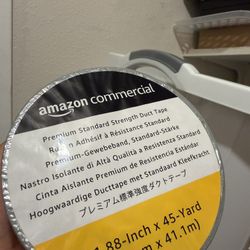 amazon commercial
Premium Standard Strength Duct Tape
Ruban Adhésif à Résistance Standard
Premium-Gewebeband, Standard-Stärke
Nastro Isolante di Alta Qualità a Resistenza Standard
Cinta Aislante Premium de Resistencia Estándar
Hoogwaardige Ducttape met Standaard Kleefkracht
プレミアム標準強度ダクトテープ
1.88-Inch x 45-Yard
m x 41.1m)